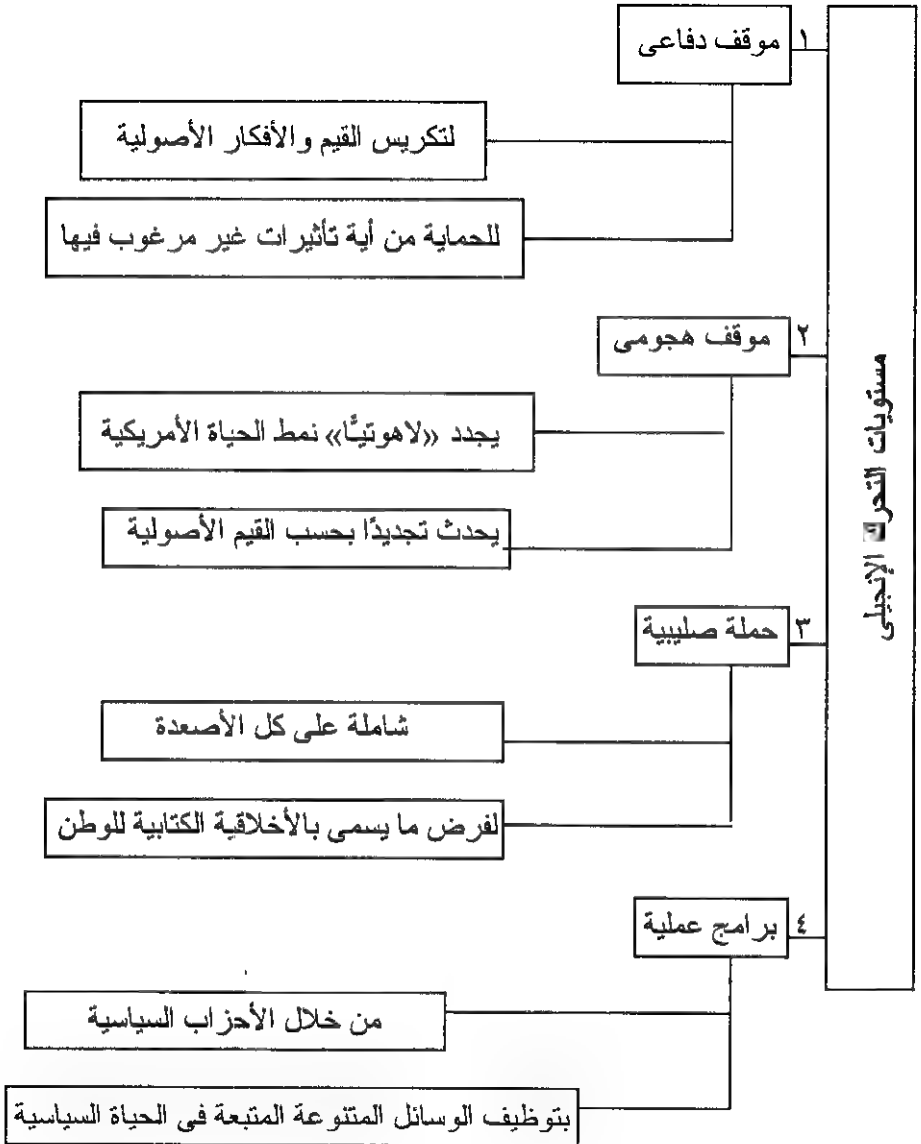 مستويات التحرك الإنجيلى
١ موقف دفاعى
لتكريس القيم والأفكار الأصولية
للحماية من أية تأثيرات غير مرغوب فيها
٢ موقف هجومى
يجدد «لاهوتيًّا» نمط الحياة الأمريكية
يحدث تجديدًا بحسب القيم الأصولية
٣ حملة صليبية
شاملة على كل الأصعدة
لفرض ما يسمى بالأخلاقية الكتابية للوطن
٤ برامج عملية
من خلال الأحزاب السياسية
بتوظيف الوسائل المتنوعة المتبعة فى الحياة السياسية